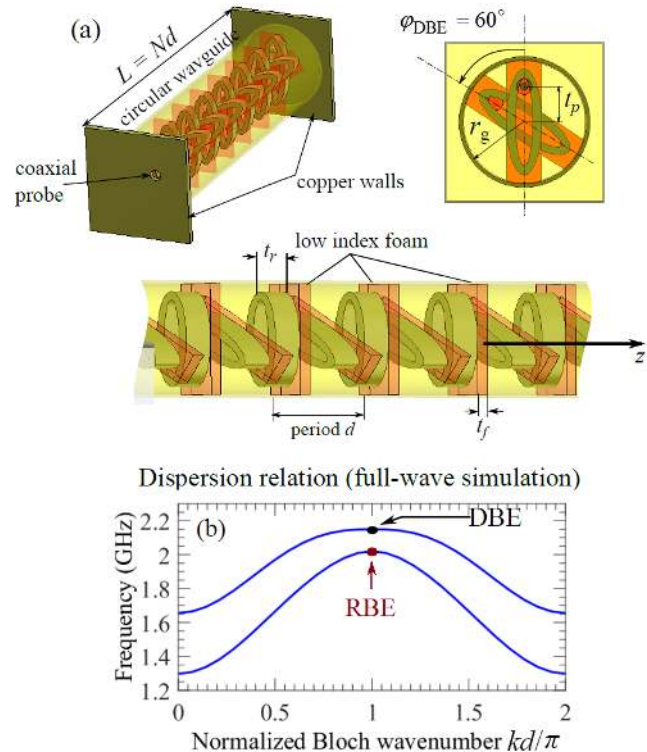 (a)
L = Nd
circular waveguide
coaxial
probe
copper walls
φDBE = 60°
tp
rg
low index foam
tr
z
period d
tf
Dispersion relation (full-wave simulation)
(b)
DBE
RBE
Frequency (GHz)
2.2
2
1.8
1.6
1.4
1.2
0
0.5
1
1.5
2
Normalized Bloch wavenumber kd/π